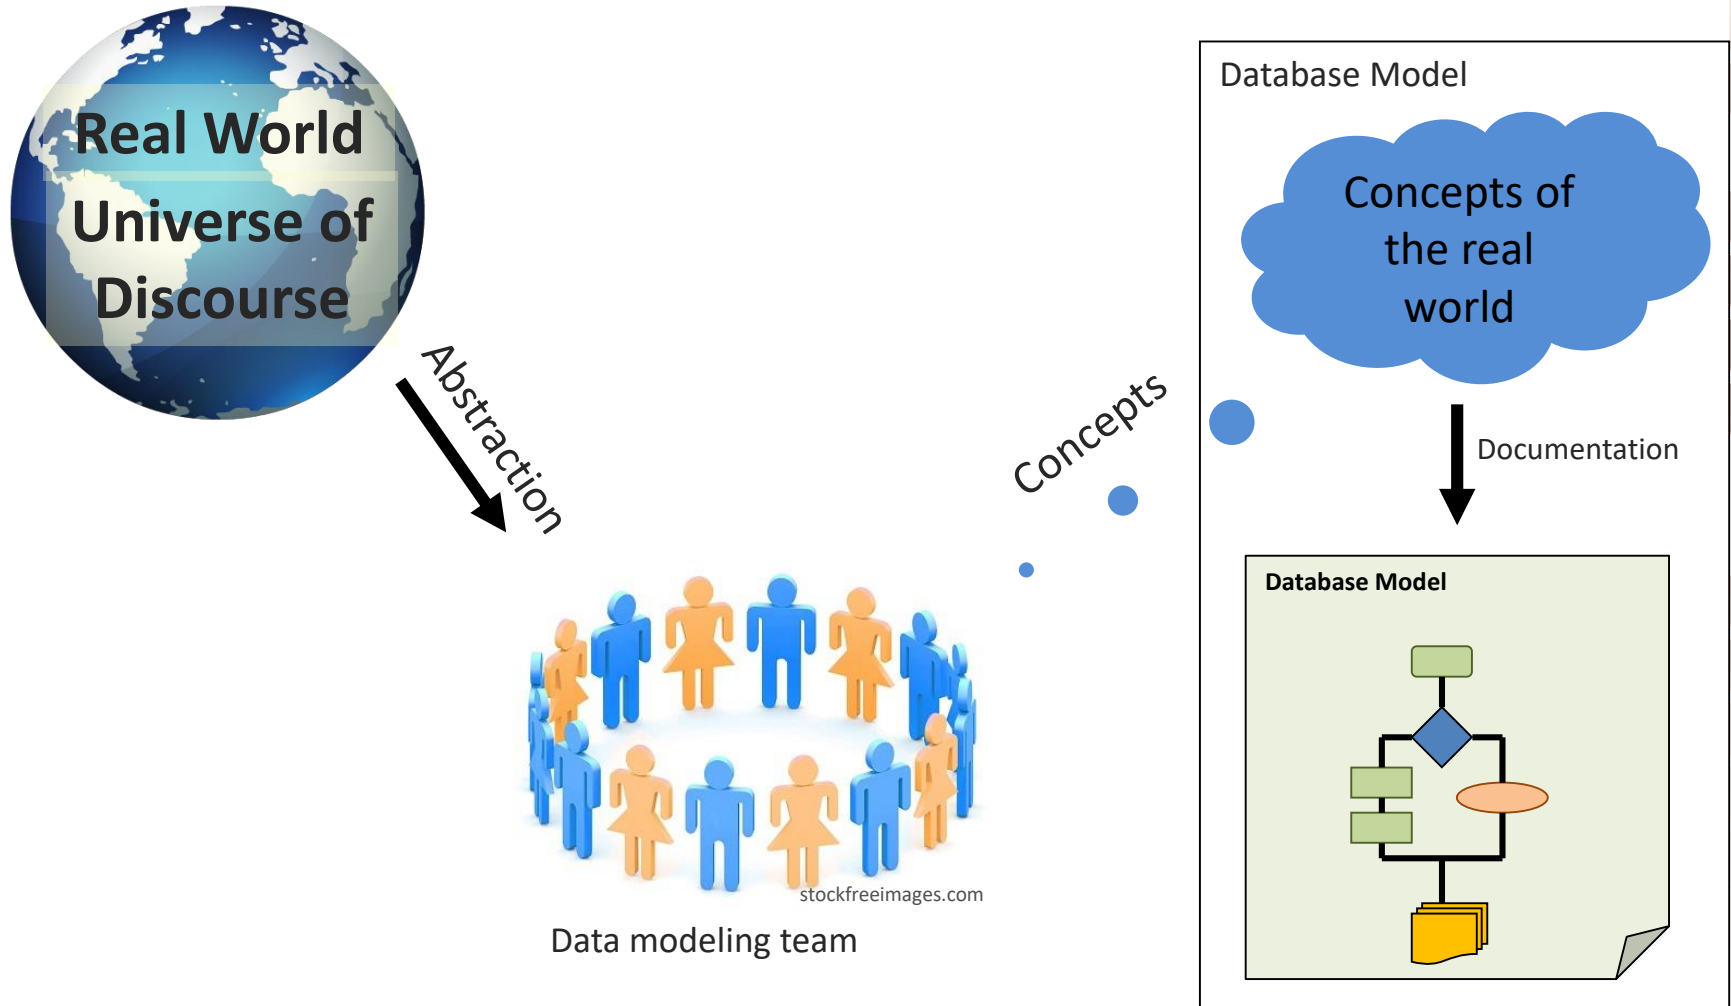 Real World
Universe of
Discourse
Abstraction
stockfreeimages.com
Data modeling team
Concepts
Database Model
Concepts of
the real
world
Documentation
Database Model